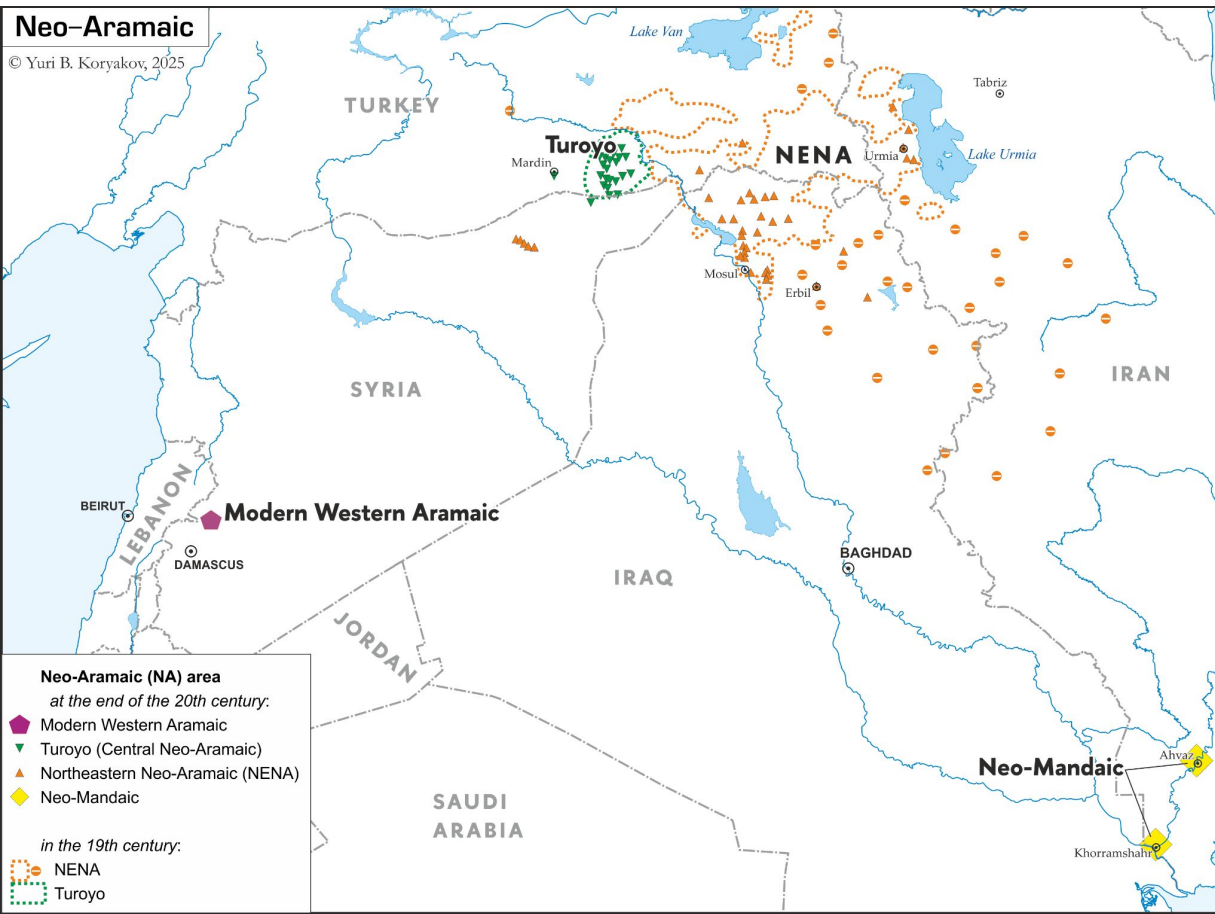 Neo–Aramaic
© Yuri B. Koryakov, 2025
Lake Van
TURKEY
Tabriz
Turoyo
Mardin
NENA
Urmia
Lake Urmia
Mosul
Erbil
SYRIA
IRAN
LEBANON
BEIRUT
Modern Western Aramaic
DAMASCUS
BAGHDAD
IRAQ
JORDAN
Neo-Mandaic
Ahvaz
Khorramshahr
SAUDI
ARABIA
Neo-Aramaic (NA) area
at the end of the 20th century:
Modern Western Aramaic
Turoyo (Central Neo-Aramaic)
Northeastern Neo-Aramaic (NENA)
Neo-Mandaic
in the 19th century:
NENA
Turoyo